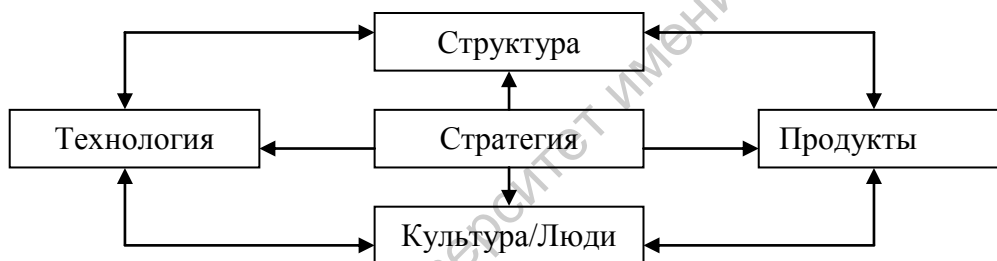 Структура
Технология
Стратегия
Продукты
Культура/Люди